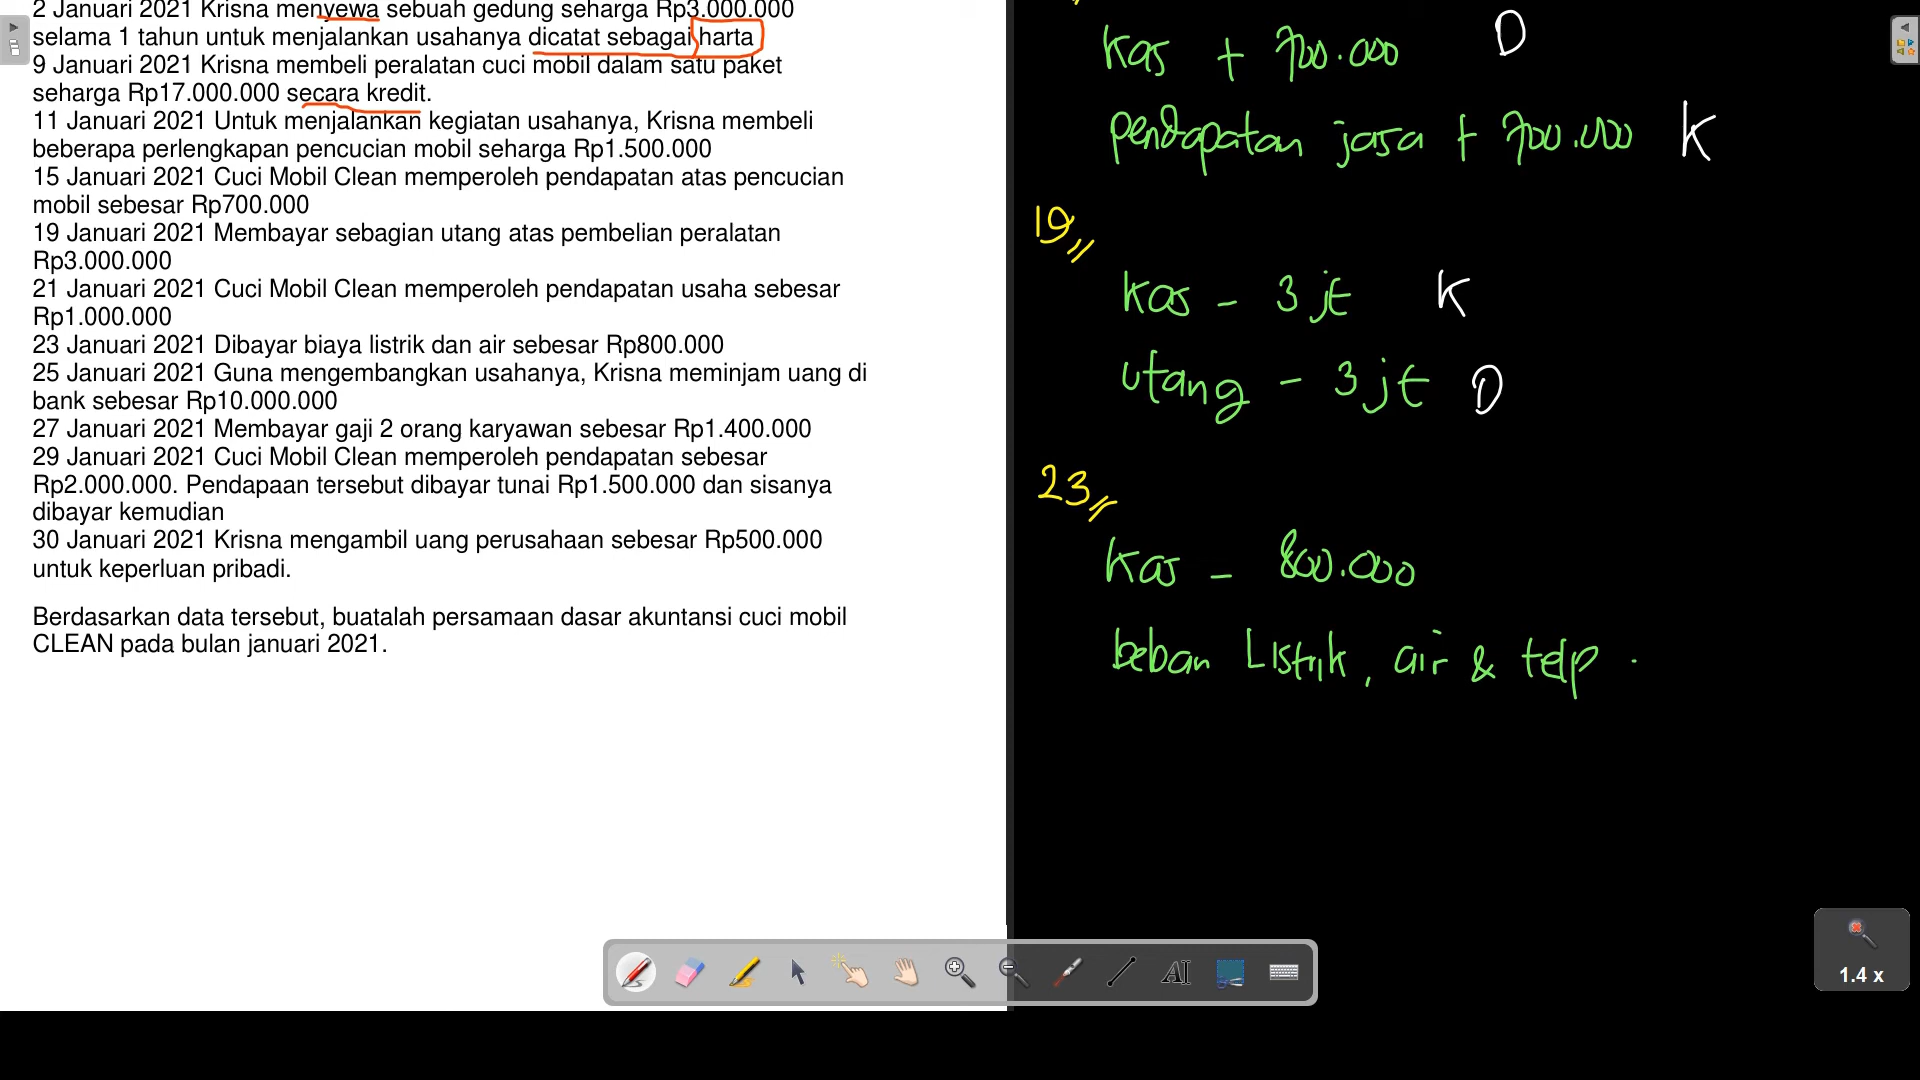 2 Januari 2021 Krisna menyewa sebuah gedung seharga Rp3.000.000
selama 1 tahun untuk menjalankan usahanya dicatat sebagai harta
9 Januari 2021 Krisna membeli peralatan cuci mobil dalam satu paket
seharga Rp17.000.000 secara kredit.
11 Januari 2021 Untuk menjalankan kegiatan usahanya, Krisna membeli
beberapa perlengkapan pencucian mobil seharga Rp1.500.000
15 Januari 2021 Cuci Mobil Clean memperoleh pendapatan atas pencucian
mobil sebesar Rp700.000
19 Januari 2021 Membayar sebagian utang atas pembelian peralatan
Rp3.000.000
21 Januari 2021 Cuci Mobil Clean memperoleh pendapatan usaha sebesar
Rp1.000.000
23 Januari 2021 Dibayar biaya listrik dan air sebesar Rp800.000
25 Januari 2021 Guna mengembangkan usahanya, Krisna meminjam uang di
bank sebesar Rp10.000.000
27 Januari 2021 Membayar gaji 2 orang karyawan sebesar Rp1.400.000
29 Januari 2021 Cuci Mobil Clean memperoleh pendapatan sebesar
Rp2.000.000. Pendapaan tersebut dibayar tunai Rp1.500.000 dan sisanya
dibayar kemudian
30 Januari 2021 Krisna mengambil uang perusahaan sebesar Rp500.000
untuk keperluan pribadi.
Berdasarkan data tersebut, buatalah persamaan dasar akuntansi cuci mobil
CLEAN pada bulan januari 2021.
kas + 700.000 D
pendapatan jasa + 700.000 K
19
kas - 3 jt K
utang - 3 jt D
23
kas - 800.000
beban Listrik, air & telp .
AI
1.4 x